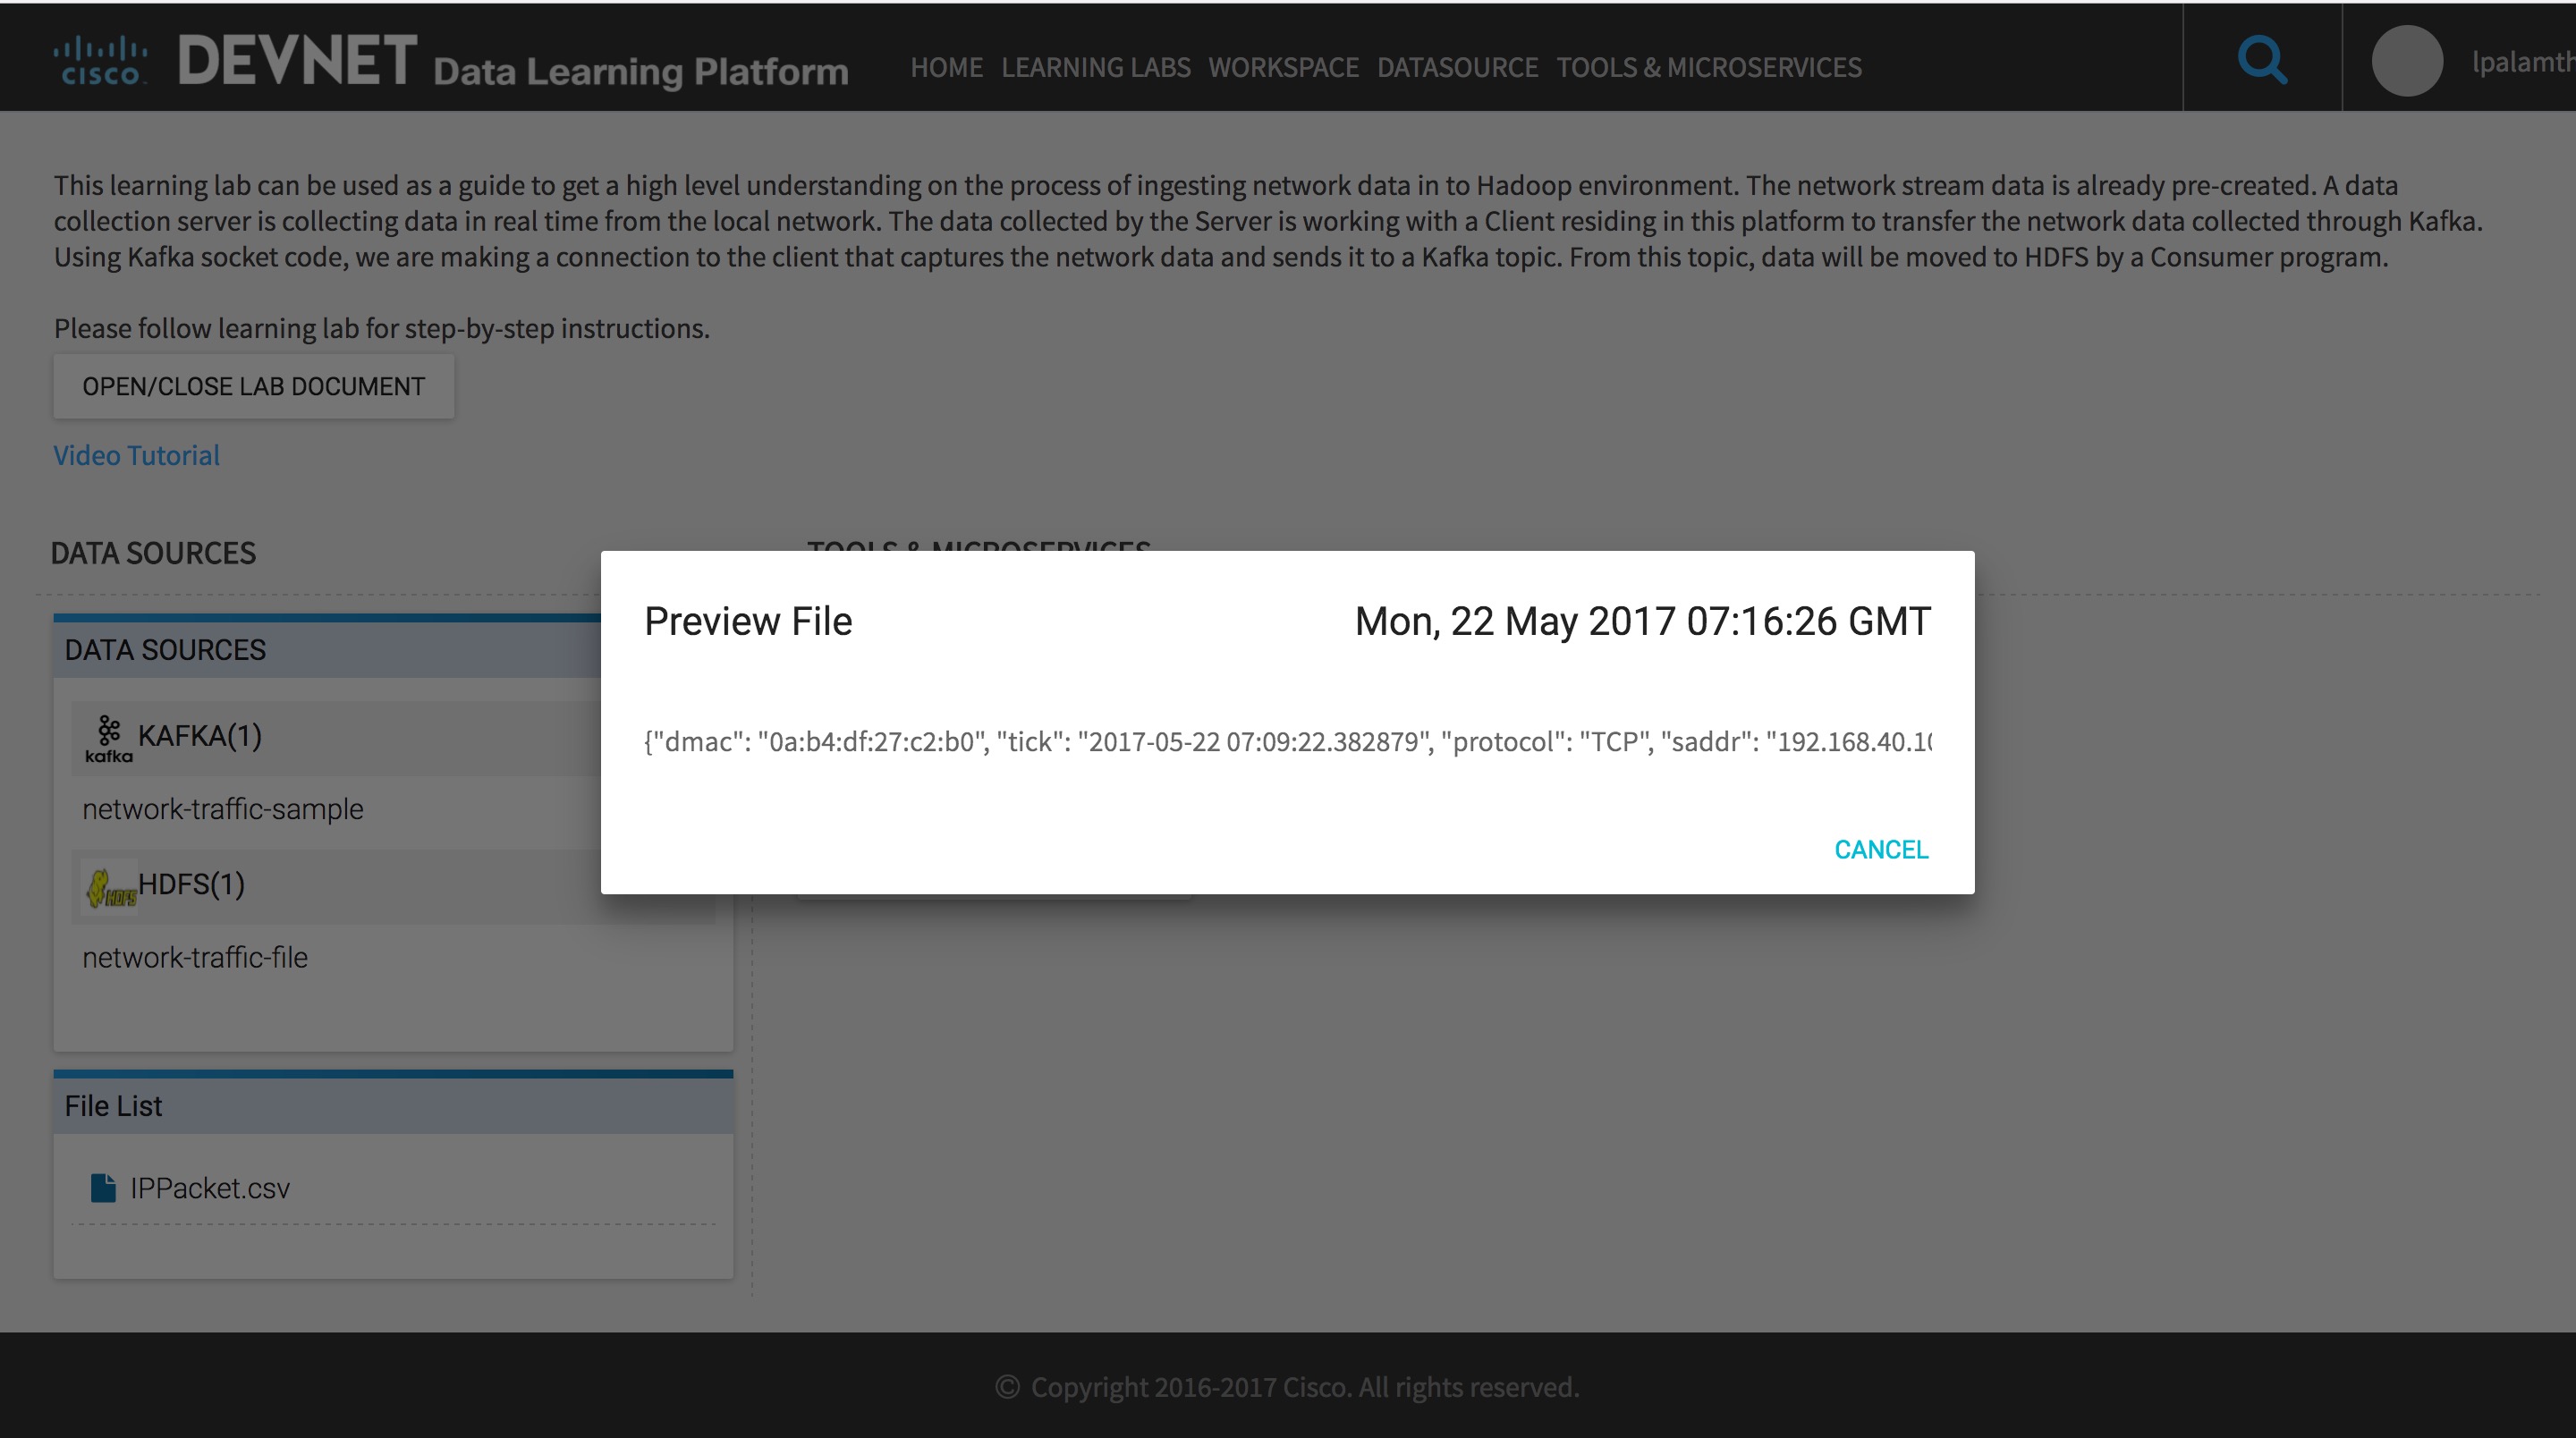 CISCO DEVNET Data Learning Platform HOME LEARNING LABS WORKSPACE DATASOURCE TOOLS & MICROSERVICES lpalamth
This learning lab can be used as a guide to get a high level understanding on the process of ingesting network data in to Hadoop environment. The network stream data is already pre-created. A data
collection server is collecting data in real time from the local network. The data collected by the Server is working with a Client residing in this platform to transfer the network data collected through Kafka.
Using Kafka socket code, we are making a connection to the client that captures the network data and sends it to a Kafka topic. From this topic, data will be moved to HDFS by a Consumer program.
Please follow learning lab for step-by-step instructions.
OPEN/CLOSE LAB DOCUMENT
Video Tutorial
DATA SOURCES
TOOLS & MICROSERVICES
Preview File Mon, 22 May 2017 07:16:26 GMT
{"dmac": "0a:b4:df:27:c2:b0", "tick": "2017-05-22 07:09:22.382879", "protocol": "TCP", "saddr": "192.168.40.10
CANCEL
DATA SOURCES
kafka KAFKA(1)
network-traffic-sample
HDFS HDFS(1)
network-traffic-file
File List
IPPacket.csv
© Copyright 2016-2017 Cisco. All rights reserved.